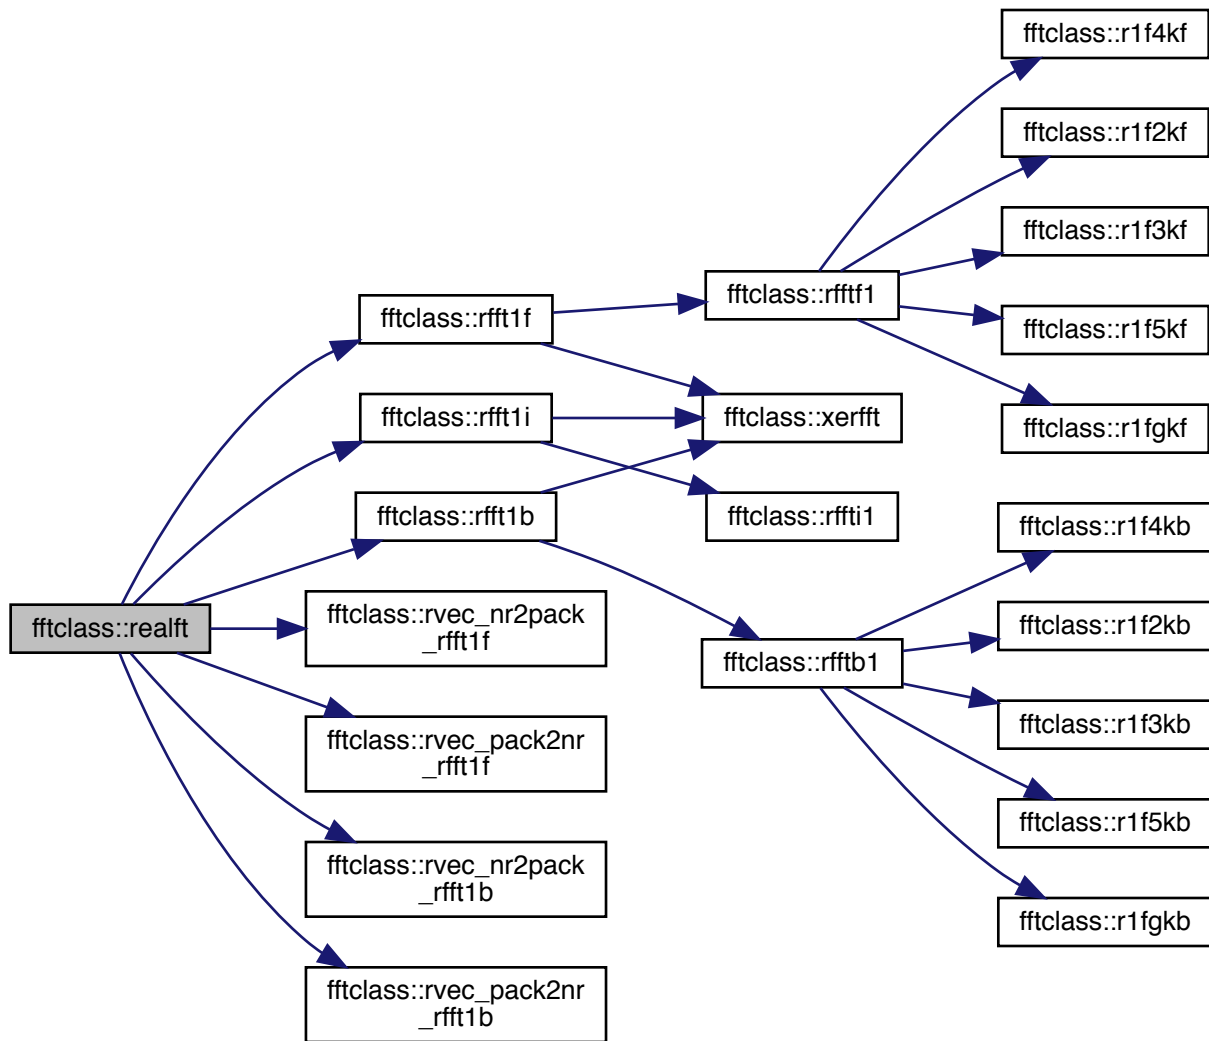 fftclass::realft
fftclass::rfft1f
fftclass::rfft1i
fftclass::rfft1b
fftclass::rvec_nr2pack
_rfft1f
fftclass::rvec_pack2nr
_rfft1f
fftclass::rvec_nr2pack
_rfft1b
fftclass::rvec_pack2nr
_rfft1b
fftclass::rfftf1
fftclass::xerfft
fftclass::rffti1
fftclass::rfftb1
fftclass::r1f4kf
fftclass::r1f2kf
fftclass::r1f3kf
fftclass::r1f5kf
fftclass::r1fgkf
fftclass::r1f4kb
fftclass::r1f2kb
fftclass::r1f3kb
fftclass::r1f5kb
fftclass::r1fgkb